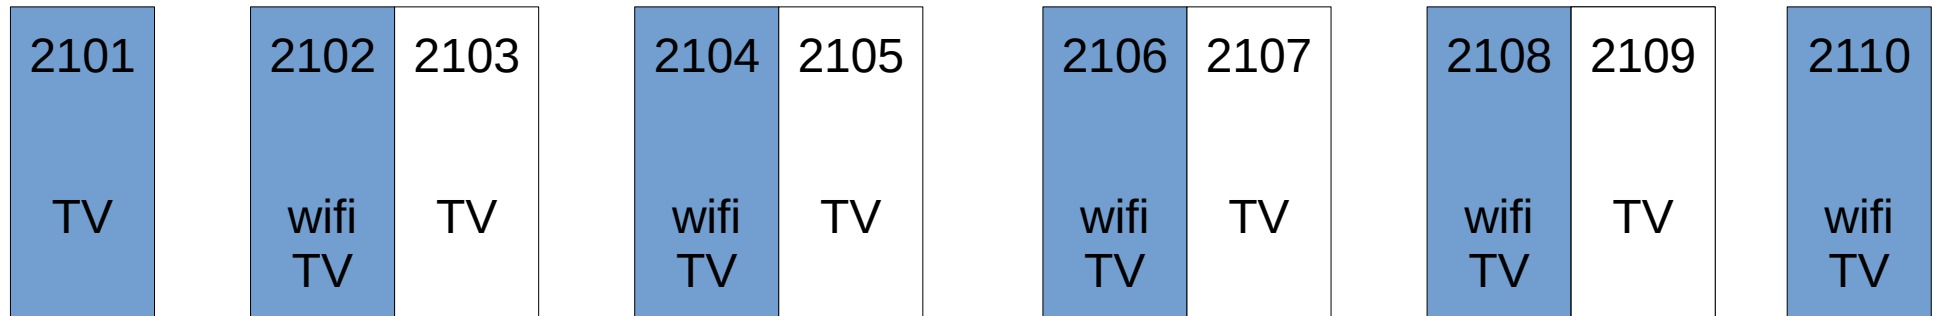 2101 2102 2103 2104 2105 2106 2107 2108 2109 2110
TV wifi TV wifi TV wifi TV wifi TV wifi
TV TV TV TV TV